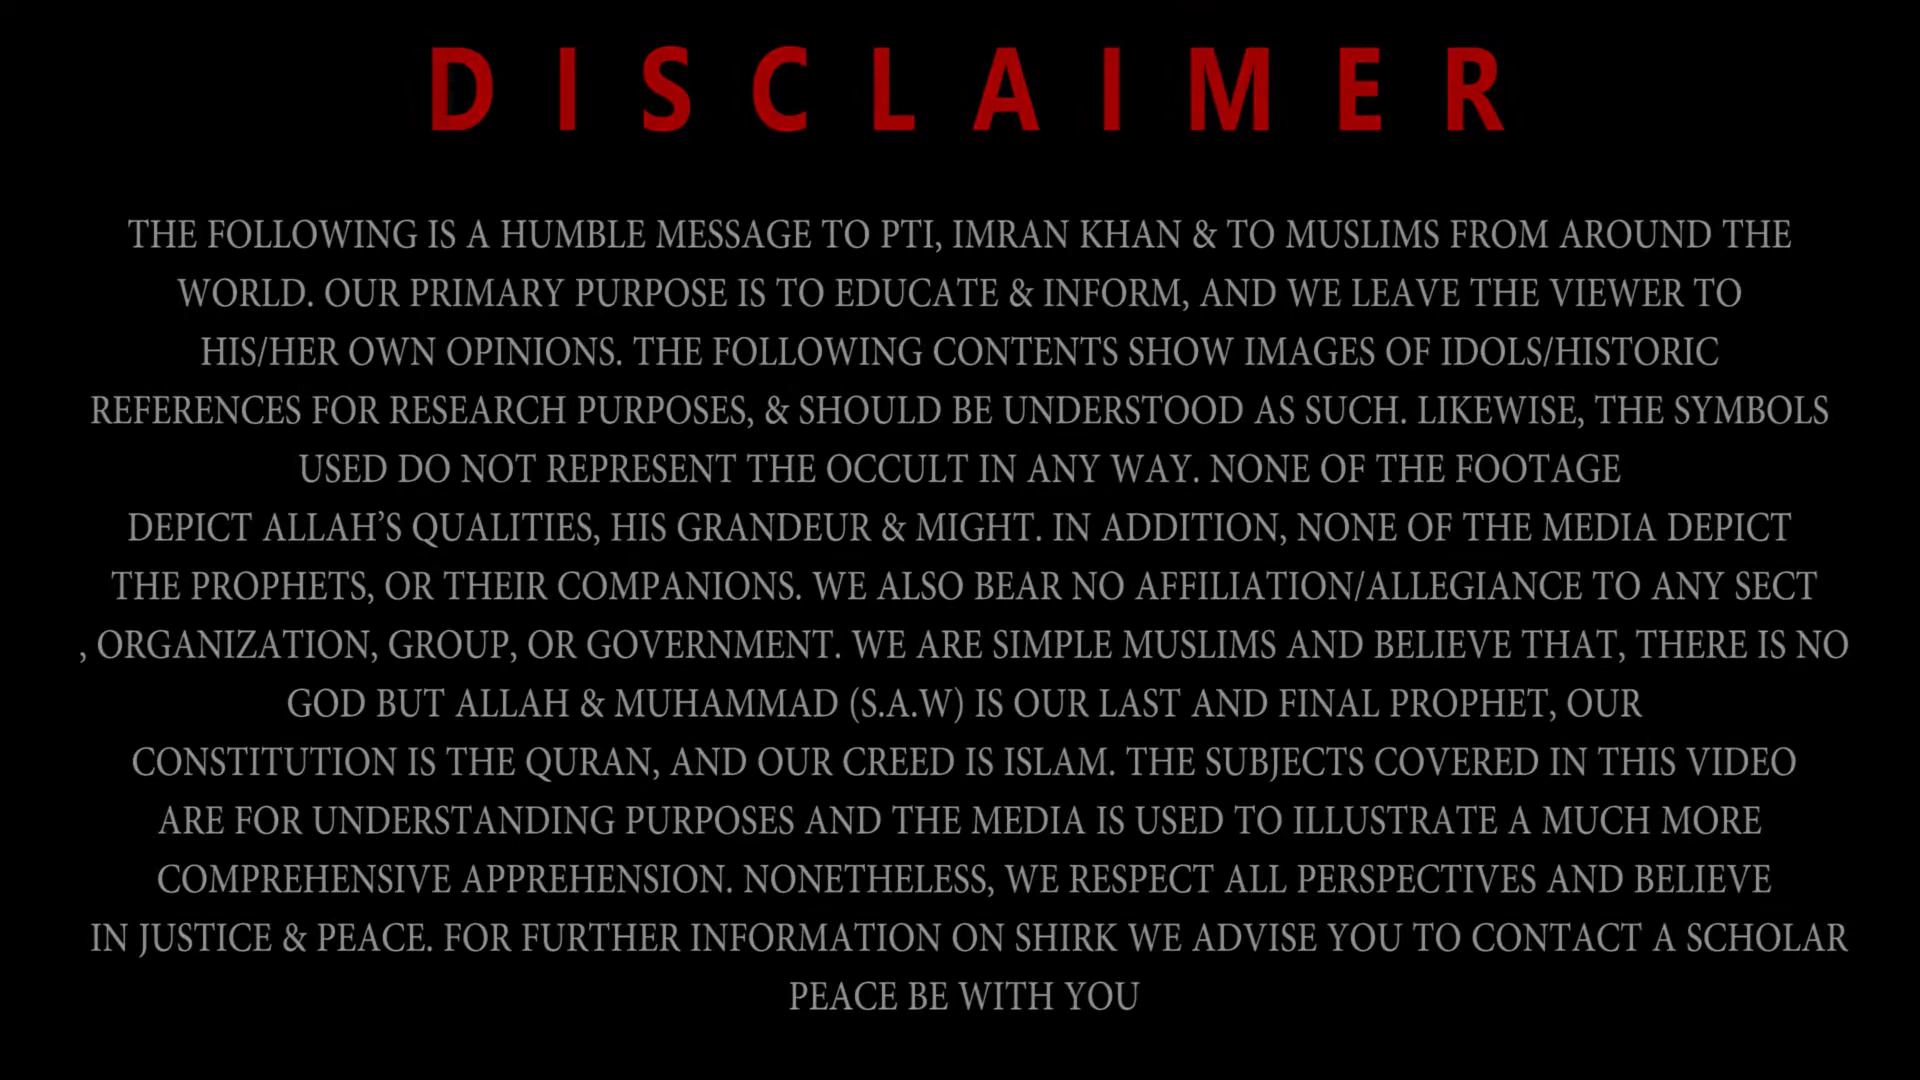 DISCLAIMER
THE FOLLOWING IS A HUMBLE MESSAGE TO PTI, IMRAN KHAN & TO MUSLIMS FROM AROUND THE
WORLD. OUR PRIMARY PURPOSE IS TO EDUCATE & INFORM, AND WE LEAVE THE VIEWER TO
HIS/HER OWN OPINIONS. THE FOLLOWING CONTENTS SHOW IMAGES OF IDOLS/HISTORIC
REFERENCES FOR RESEARCH PURPOSES, & SHOULD BE UNDERSTOOD AS SUCH. LIKEWISE, THE SYMBOLS
USED DO NOT REPRESENT THE OCCULT IN ANY WAY. NONE OF THE FOOTAGE
DEPICT ALLAH’S QUALITIES, HIS GRANDEUR & MIGHT. IN ADDITION, NONE OF THE MEDIA DEPICT
THE PROPHETS, OR THEIR COMPANIONS. WE ALSO BEAR NO AFFILIATION/ALLEGIANCE TO ANY SECT
, ORGANIZATION, GROUP, OR GOVERNMENT. WE ARE SIMPLE MUSLIMS AND BELIEVE THAT, THERE IS NO
GOD BUT ALLAH & MUHAMMAD (S.A.W) IS OUR LAST AND FINAL PROPHET, OUR
CONSTITUTION IS THE QURAN, AND OUR CREED IS ISLAM. THE SUBJECTS COVERED IN THIS VIDEO
ARE FOR UNDERSTANDING PURPOSES AND THE MEDIA IS USED TO ILLUSTRATE A MUCH MORE
COMPREHENSIVE APPREHENSION. NONETHELESS, WE RESPECT ALL PERSPECTIVES AND BELIEVE
IN JUSTICE & PEACE. FOR FURTHER INFORMATION ON SHIRK WE ADVISE YOU TO CONTACT A SCHOLAR
PEACE BE WITH YOU